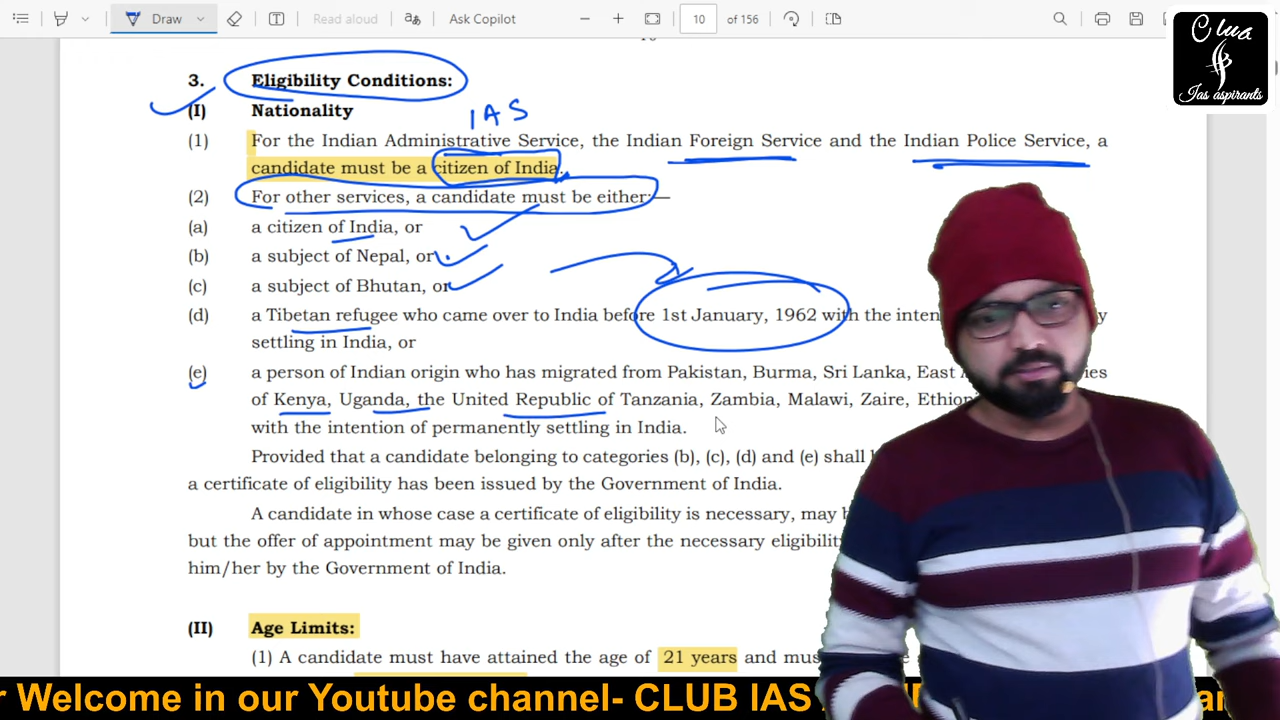 Draw
Read aloud
Ask Copilot
10
of 156
Clua
Ias aspirants
3. Eligibility Conditions:
(I) Nationality
IAS
(1) For the Indian Administrative Service, the Indian Foreign Service and the Indian Police Service, a
candidate must be a citizen of India.
(2) For other services, a candidate must be either:—
(a) a citizen of India, or
(b) a subject of Nepal, or
(c) a subject of Bhutan, or
(d) a Tibetan refugee who came over to India before 1st January, 1962 with the
settling in India, or
(e) a person of Indian origin who has migrated from Pakistan, Burma, Sri Lanka, East
of Kenya, Uganda, the United Republic of Tanzania, Zambia, Malawi, Zaire,
with the intention of permanently settling in India.
Provided that a candidate belonging to categories (b), (c), (d) and (e) shall
a certificate of eligibility has been issued by the Government of India.
A candidate in whose case a certificate of eligibility is necessary, may
but the offer of appointment may be given only after the necessary
him/her by the Government of India.
(II) Age Limits:
(1) A candidate must have attained the age of 21 years and
r Welcome in our Youtube channel- CLUB IAS